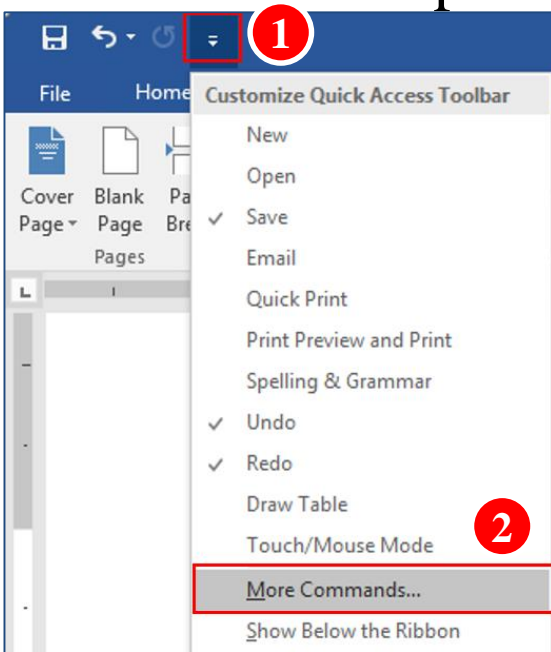 1
File Home
Customize Quick Access Toolbar
New
Open
Cover Blank Pa
Page Page Bre
Pages
✓ Save
Email
Quick Print
Print Preview and Print
Spelling & Grammar
✓ Undo
✓ Redo
Draw Table
Touch/Mouse Mode
2
More Commands...
Show Below the Ribbon